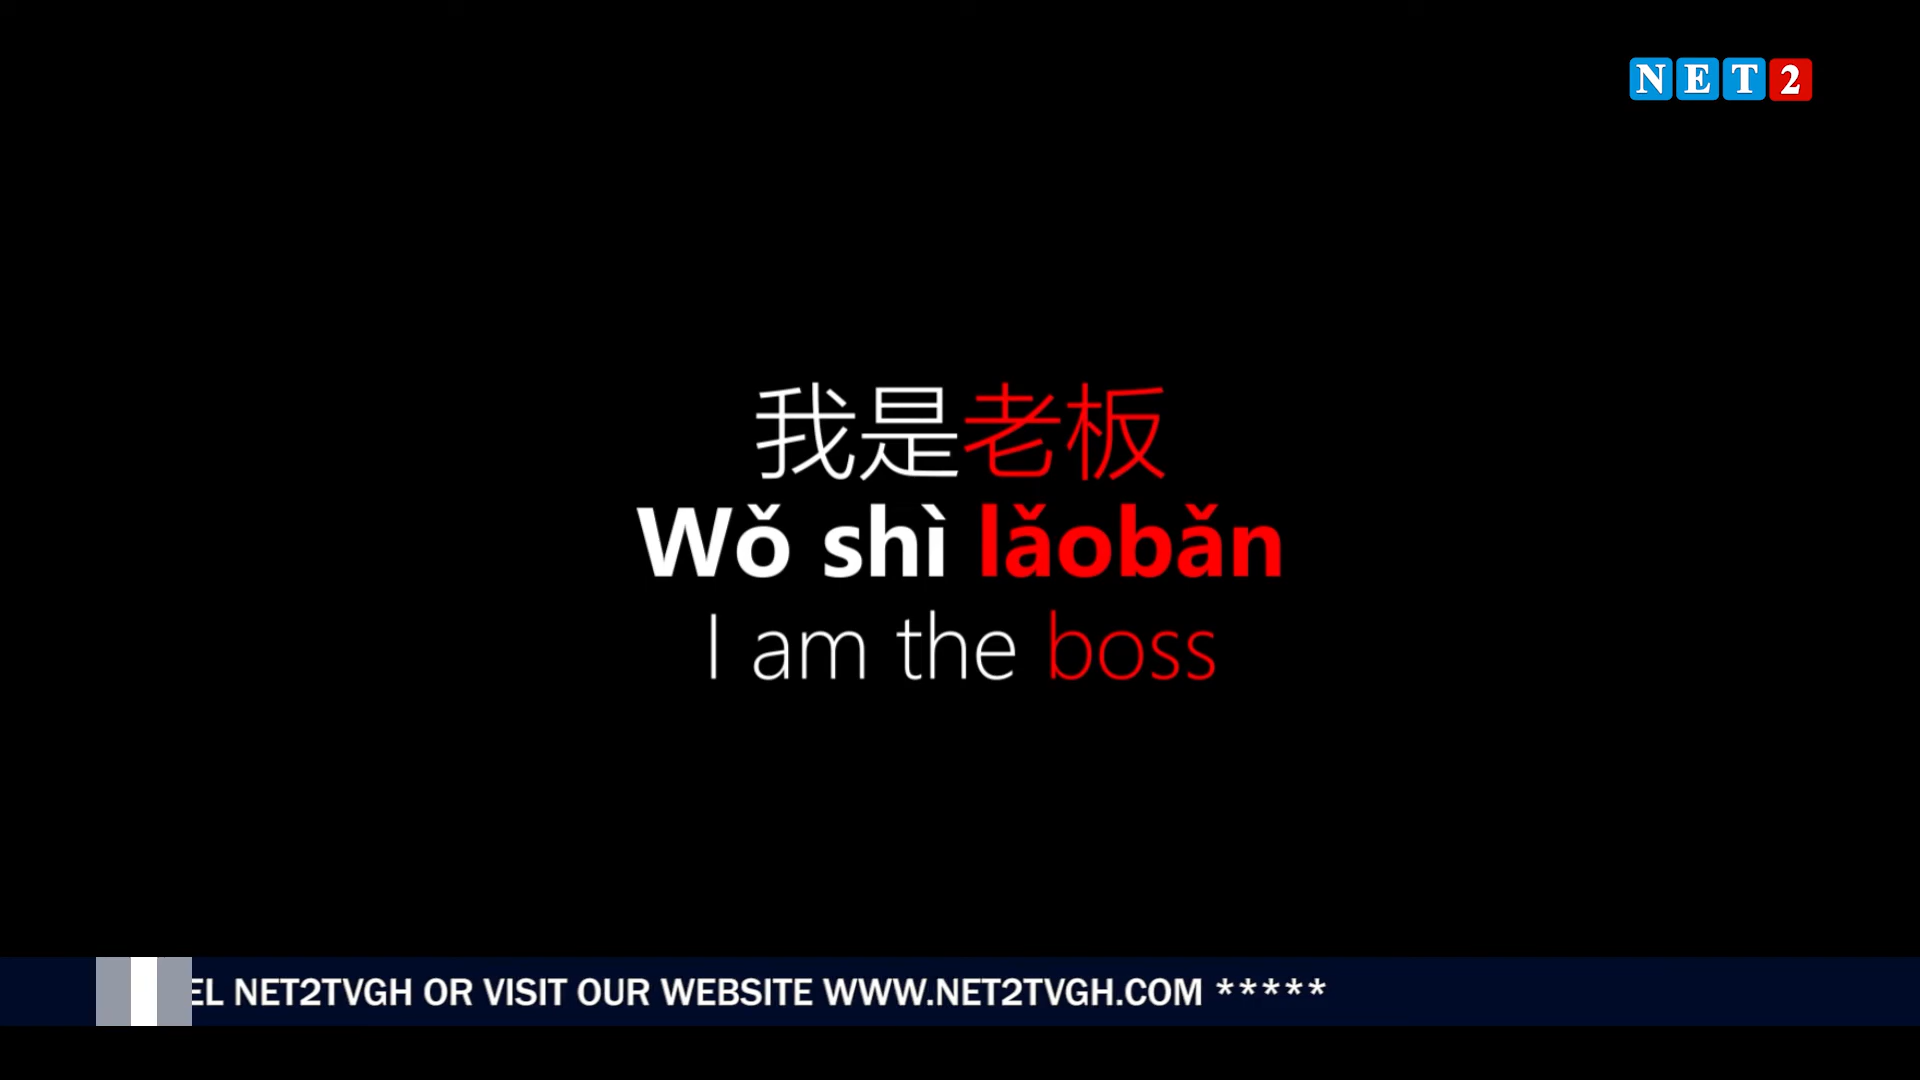 NET2
我是老板
Wǒ shì lǎobǎn
I am the boss
EL NET2TVGH OR VISIT OUR WEBSITE WWW.NET2TVGH.COM *****